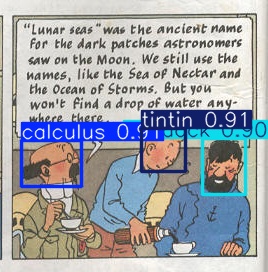 "Lunar seas" was the ancient name
for the dark patches astronomers
saw on the Moon. We still use the
names, like the Sea of Nectar and
the Ocean of Storms. But you
won't find a drop of water any-
where there.
tintin 0.91
calculus 0.91
0.90